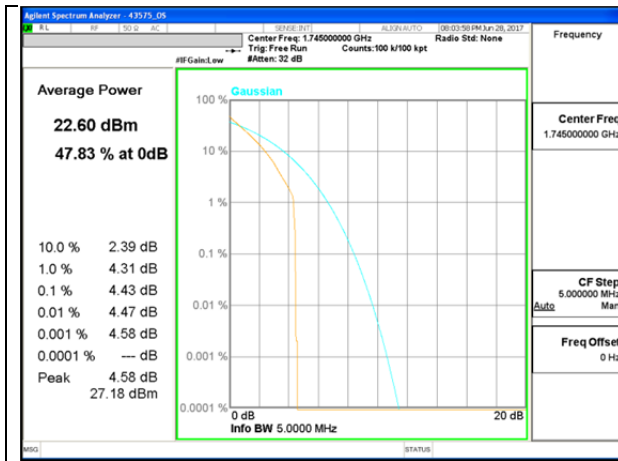 Agilent Spectrum Analyzer - 43575_OS
RL RF 50 Ω AC SENSE:INT ALIGN AUTO 08:03:58 PM Jun 28, 2017
Center Freq: 1.745000000 GHz Radio Std: None
Trig: Free Run Counts:100 k/100 kpt
#IFGain:Low #Atten: 32 dB
Frequency
Average Power
22.60 dBm
47.83 % at 0dB
10.0 % 2.39 dB
1.0 % 4.31 dB
0.1 % 4.43 dB
0.01 % 4.47 dB
0.001 % 4.58 dB
0.0001 % --- dB
Peak 4.58 dB
27.18 dBm
Gaussian
100 %
10 %
1 %
0.1 %
0.01 %
0.001 %
0.0001 %
0 dB 20 dB
Info BW 5.0000 MHz
Center Freq
1.745000000 GHz
CF Step
5.000000 MHz
Auto Man
Freq Offset
0 Hz
MSG STATUS